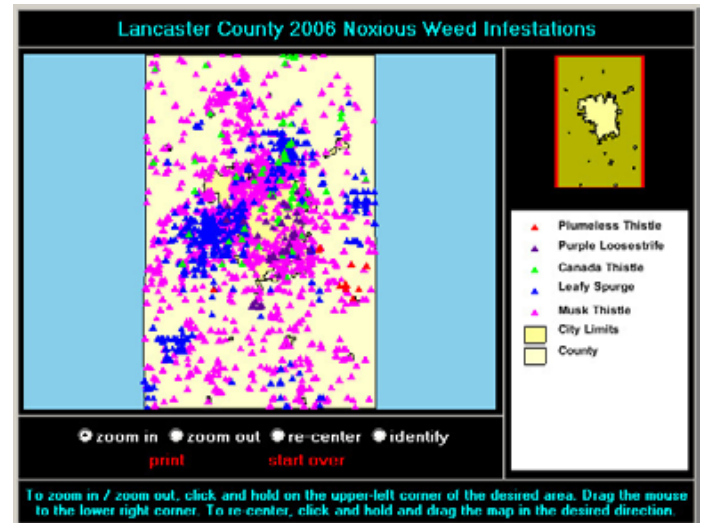 Lancaster County 2006 Noxious Weed Infestations
Plumeless Thistle
Purple Loosestrife
Canada Thistle
Leafy Spurge
Musk Thistle
City Limits
County
zoom in zoom out re-center identify
print start over
To zoom in / zoom out, click and hold on the upper-left corner of the desired area. Drag the mouse
to the lower right corner. To re-center, click and hold and drag the map in the desired direction.